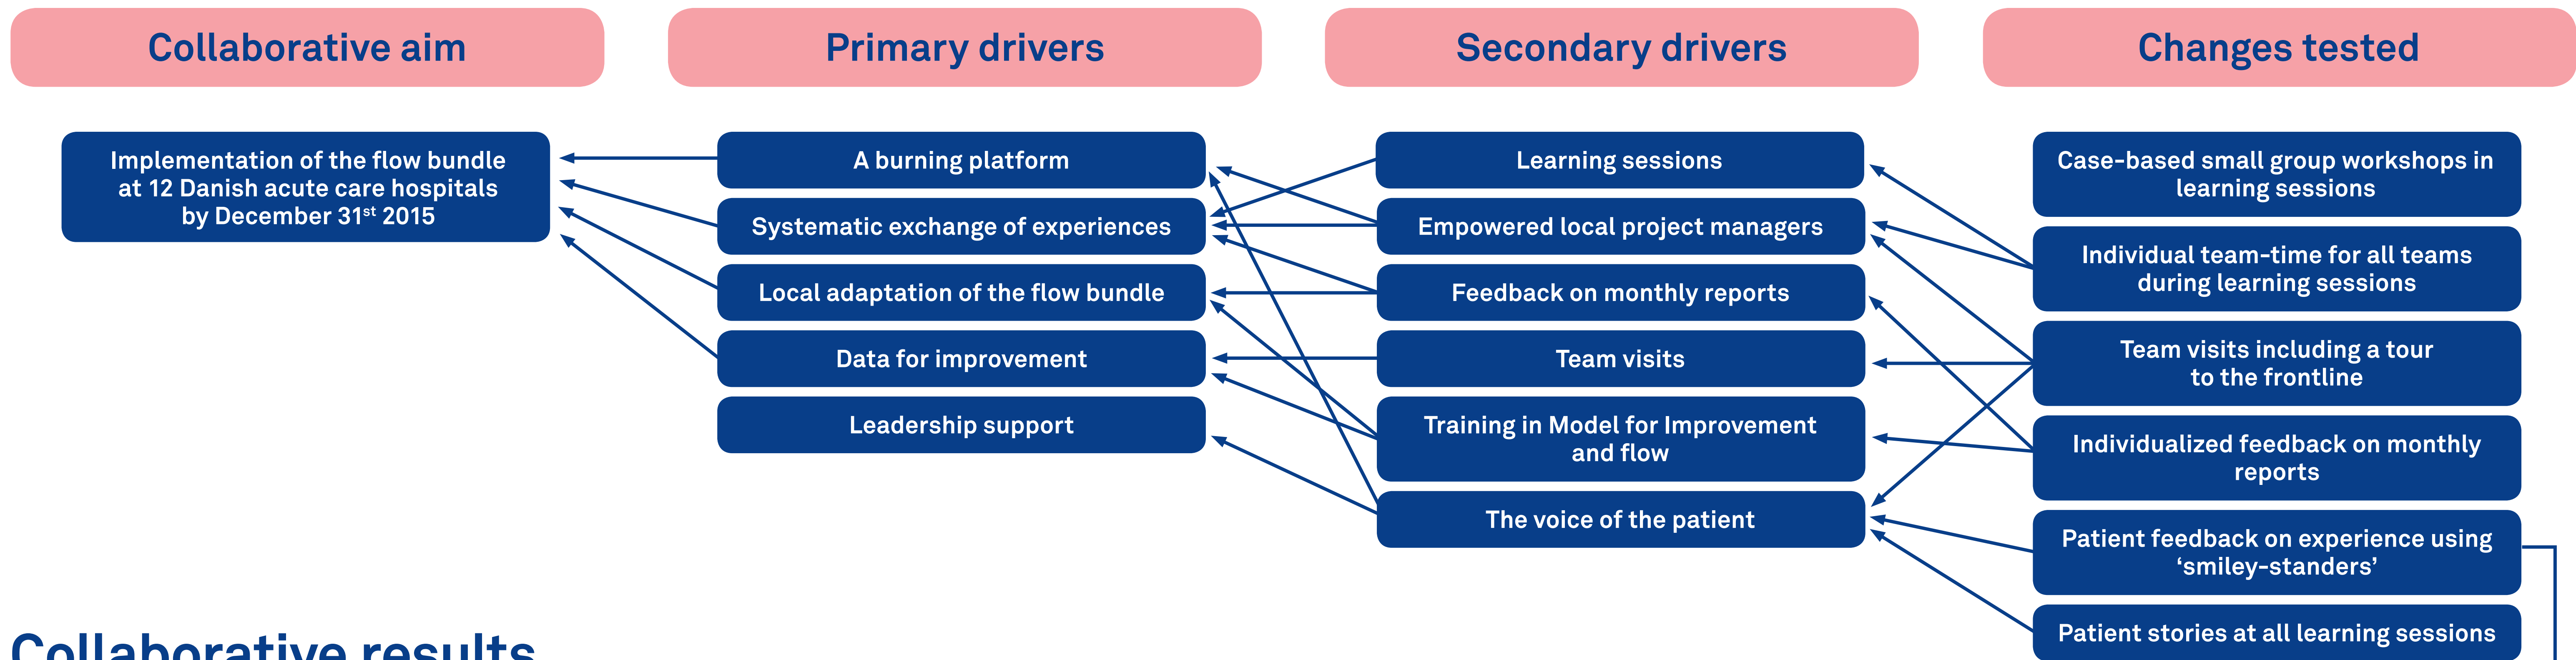 Collaborative aim
Primary drivers
Secondary drivers
Changes tested
Implementation of the flow bundle
at 12 Danish acute care hospitals
by December 31st 2015
A burning platform
Systematic exchange of experiences
Local adaptation of the flow bundle
Data for improvement
Leadership support
Learning sessions
Empowered local project managers
Feedback on monthly reports
Team visits
Training in Model for Improvement
and flow
The voice of the patient
Case-based small group workshops in
learning sessions
Individual team-time for all teams
during learning sessions
Team visits including a tour
to the frontline
Individualized feedback on monthly
reports
Patient feedback on experience using
‘smiley-standers’
Patient stories at all learning sessions
Collaborative results